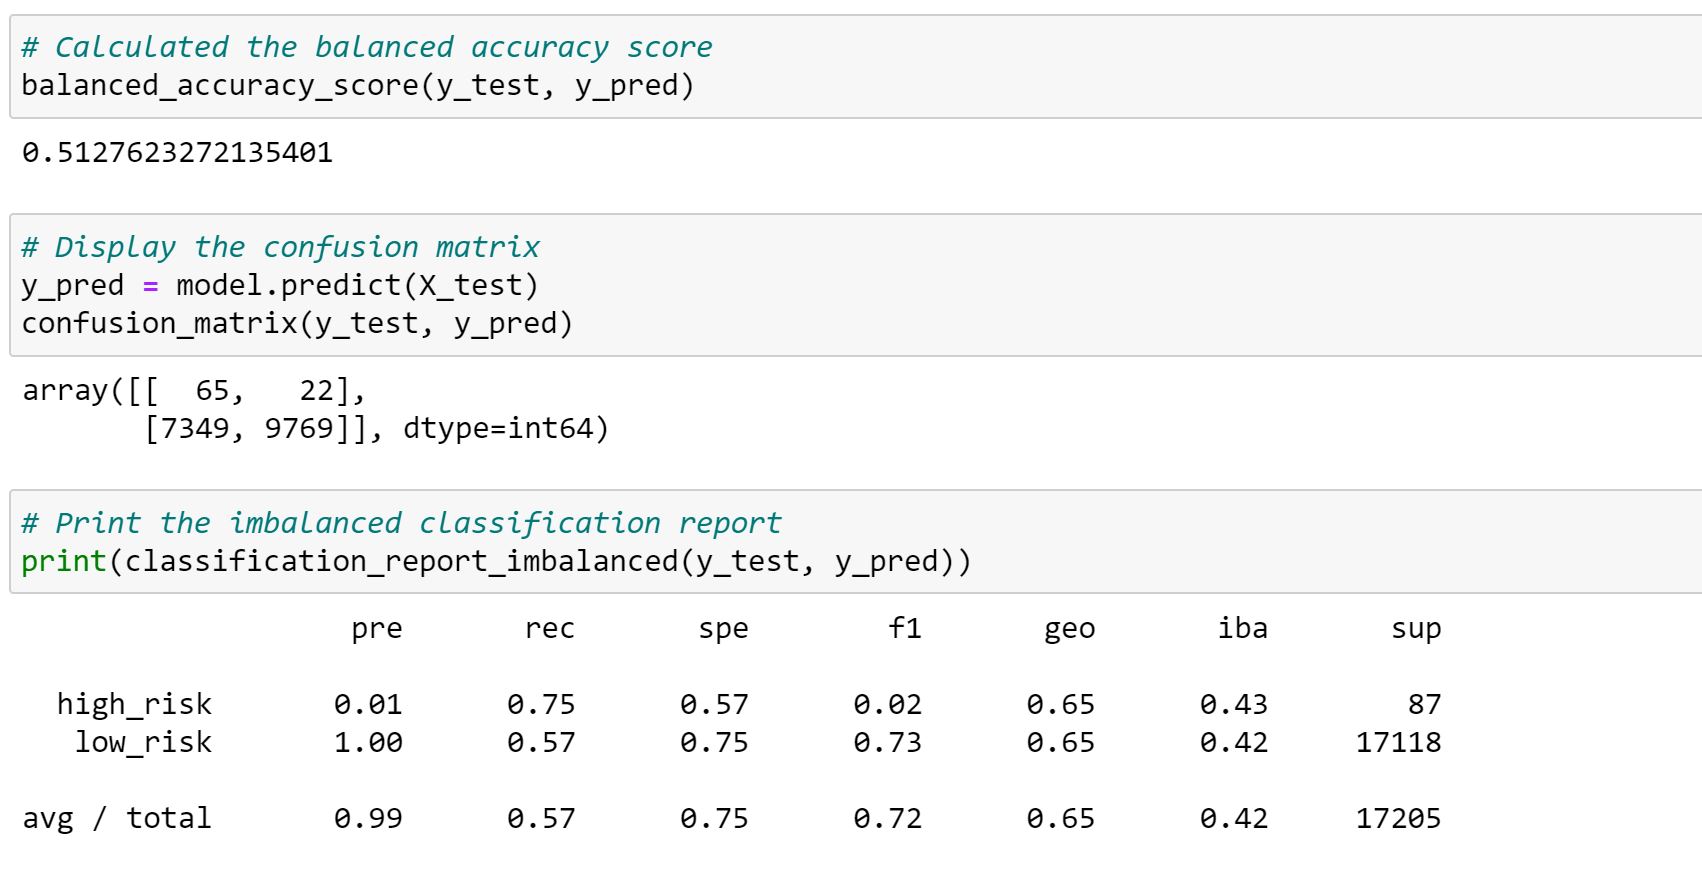 # Calculated the balanced accuracy score
balanced_accuracy_score(y_test, y_pred)
0.5127623272135401
# Display the confusion matrix
y_pred = model.predict(X_test)
confusion_matrix(y_test, y_pred)
array([[  65,   22],
       [7349, 9769]], dtype=int64)
# Print the imbalanced classification report
print(classification_report_imbalanced(y_test, y_pred))
pre rec spe f1 geo iba sup
high_risk 0.01 0.75 0.57 0.02 0.65 0.43 87
low_risk 1.00 0.57 0.75 0.73 0.65 0.42 17118
avg / total 0.99 0.57 0.75 0.72 0.65 0.42 17205